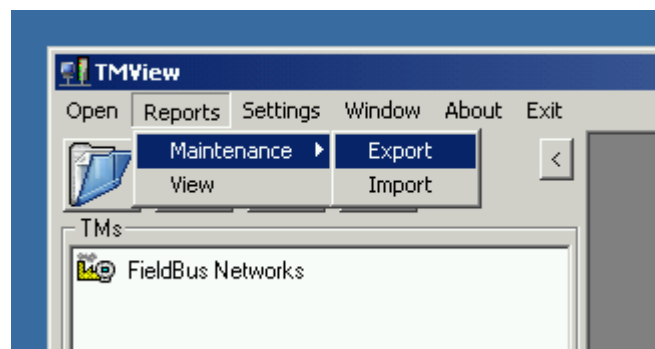 TMView
Open Reports Settings Window About Exit
Maintenance Export
View Import
<
TMs
FieldBus Networks